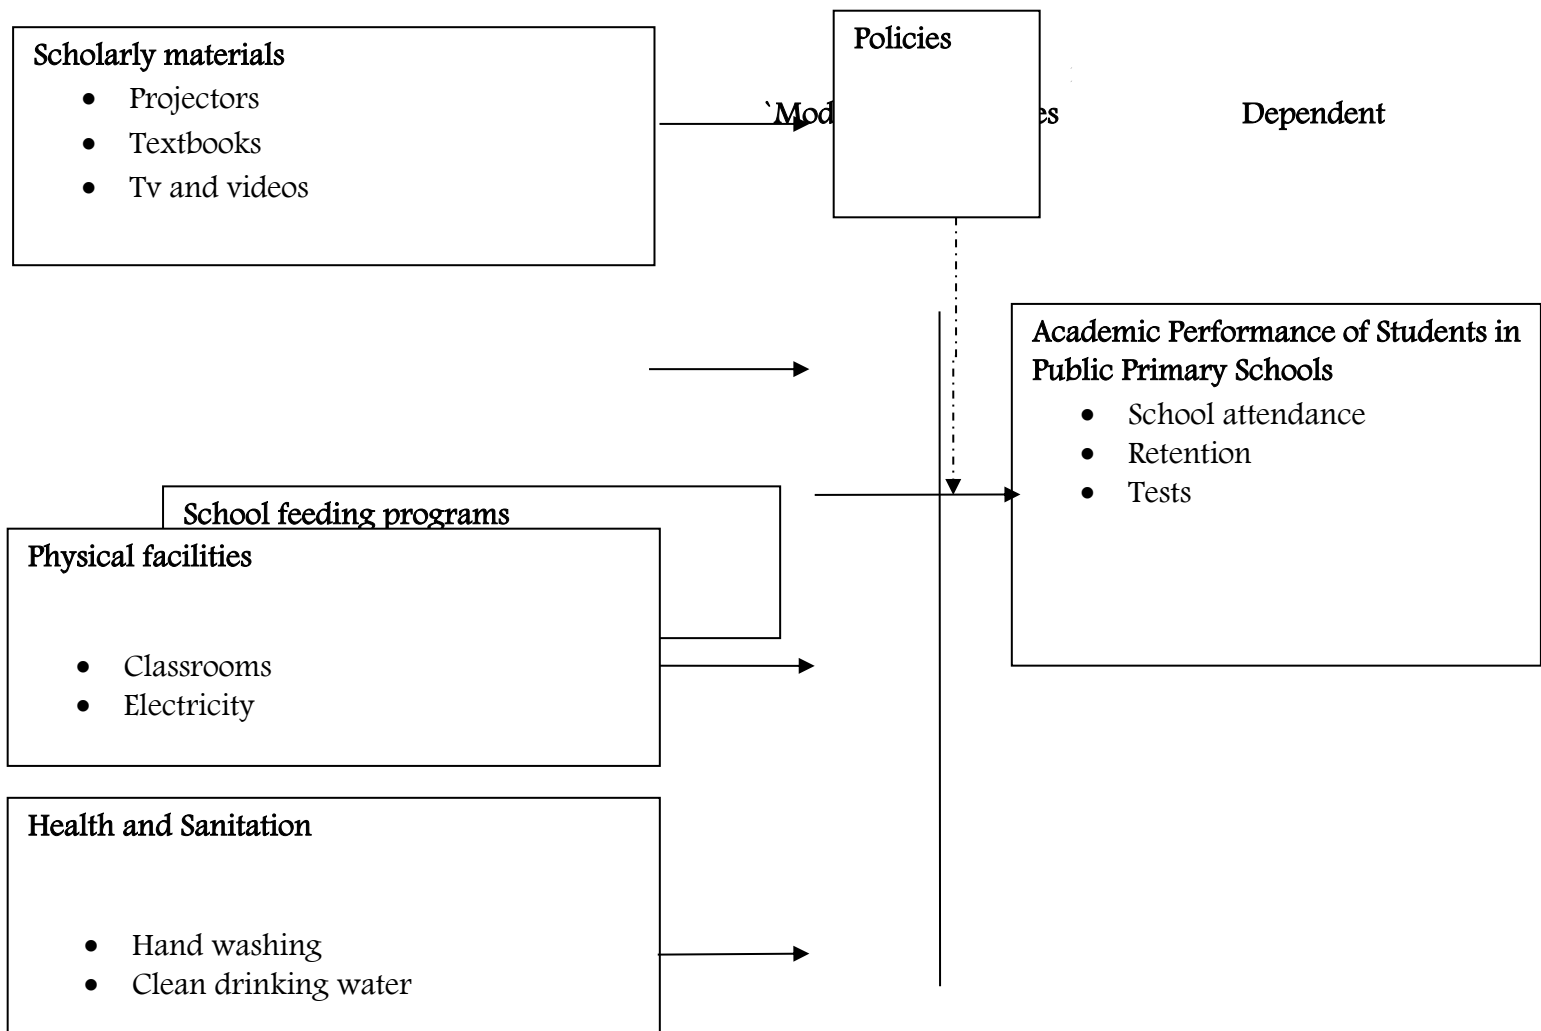 Scholarly materials
• Projectors
• Textbooks
• Tv and videos
Policies
`Mod
es
Dependent
Academic Performance of Students in
Public Primary Schools
• School attendance
• Retention
• Tests
School feeding programs
Physical facilities
• Classrooms
• Electricity
Health and Sanitation
• Hand washing
• Clean drinking water